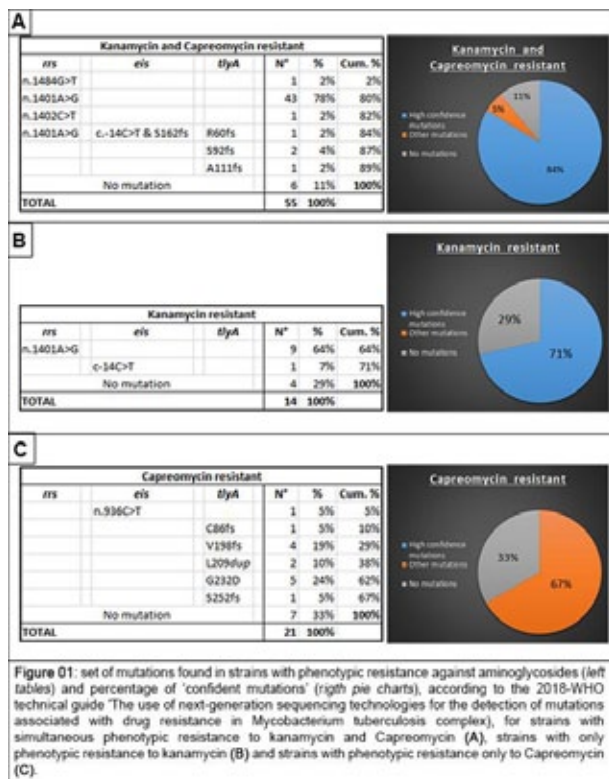 A
Kanamycin and Capreomycin resistant
rrs eis tlyA N° % Cum. %
n.1484G>T 1 2% 2%
n.1401A>G 43 78% 80%
n.1402C>T 1 2% 82%
n.1401A>G c.-14C>T & S162fs R60fs 1 2% 84%
S92fs 2 4% 87%
A111fs 1 2% 89%
No mutation 6 11% 100%
TOTAL 55 100%
Kanamycin and
Capreomycin resistant
High confidence
mutations
Other mutations
No mutations
11%
5%
84%
B
Kanamycin resistant
rrs eis tlyA N° % Cum. %
n.1401A>G 9 64% 64%
c-14C>T 1 7% 71%
No mutation 4 29% 100%
TOTAL 14 100%
Kanamycin resistant
High confidence
mutations
Other mutations
No mutations
29%
71%
C
Capreomycin resistant
rrs eis tlyA N° % Cum. %
n.936C>T 1 5% 5%
C86fs 1 5% 10%
V198fs 4 19% 29%
L209dup 2 10% 38%
G232D 5 24% 62%
S252fs 1 5% 67%
No mutation 7 33% 100%
TOTAL 21 100%
Capreomycin resistant
High confidence
mutations
Other mutations
No mutations
33%
67%
Figure 01: set of mutations found in strains with phenotypic resistance against aminoglycosides (left
tables) and percentage of 'confident mutations' (rigth pie charts), according to the 2018-WHO
technical guide 'The use of next-generation sequencing technologies for the detection of mutations
associated with drug resistance in Mycobacterium tuberculosis complex), for strains with
simultaneous phenotypic resistance to kanamycin and Capreomycin (A), strains with only
phenotypic resistance to kanamycin (B) and strains with phenotypic resistance only to Capreomycin
(C).